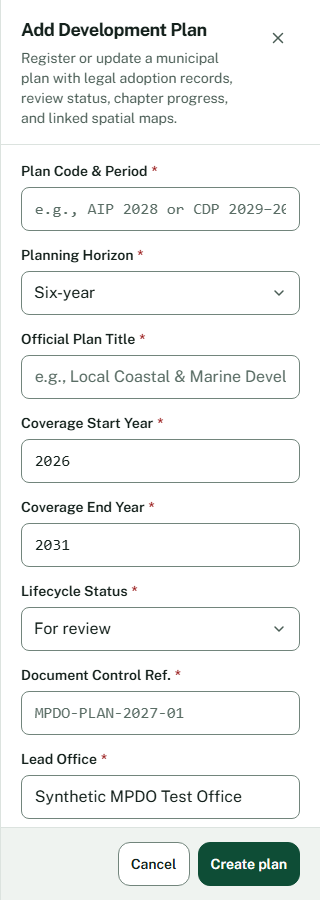 Add Development Plan
Register or update a municipal
plan with legal adoption records,
review status, chapter progress,
and linked spatial maps.
Plan Code & Period *
e.g., AIP 2028 or CDP 2029–20
Planning Horizon *
Six-year
Official Plan Title *
e.g., Local Coastal & Marine Devel
Coverage Start Year *
2026
Coverage End Year *
2031
Lifecycle Status *
For review
Document Control Ref. *
MPDO-PLAN-2027-01
Lead Office *
Synthetic MPDO Test Office
Cancel
Create plan